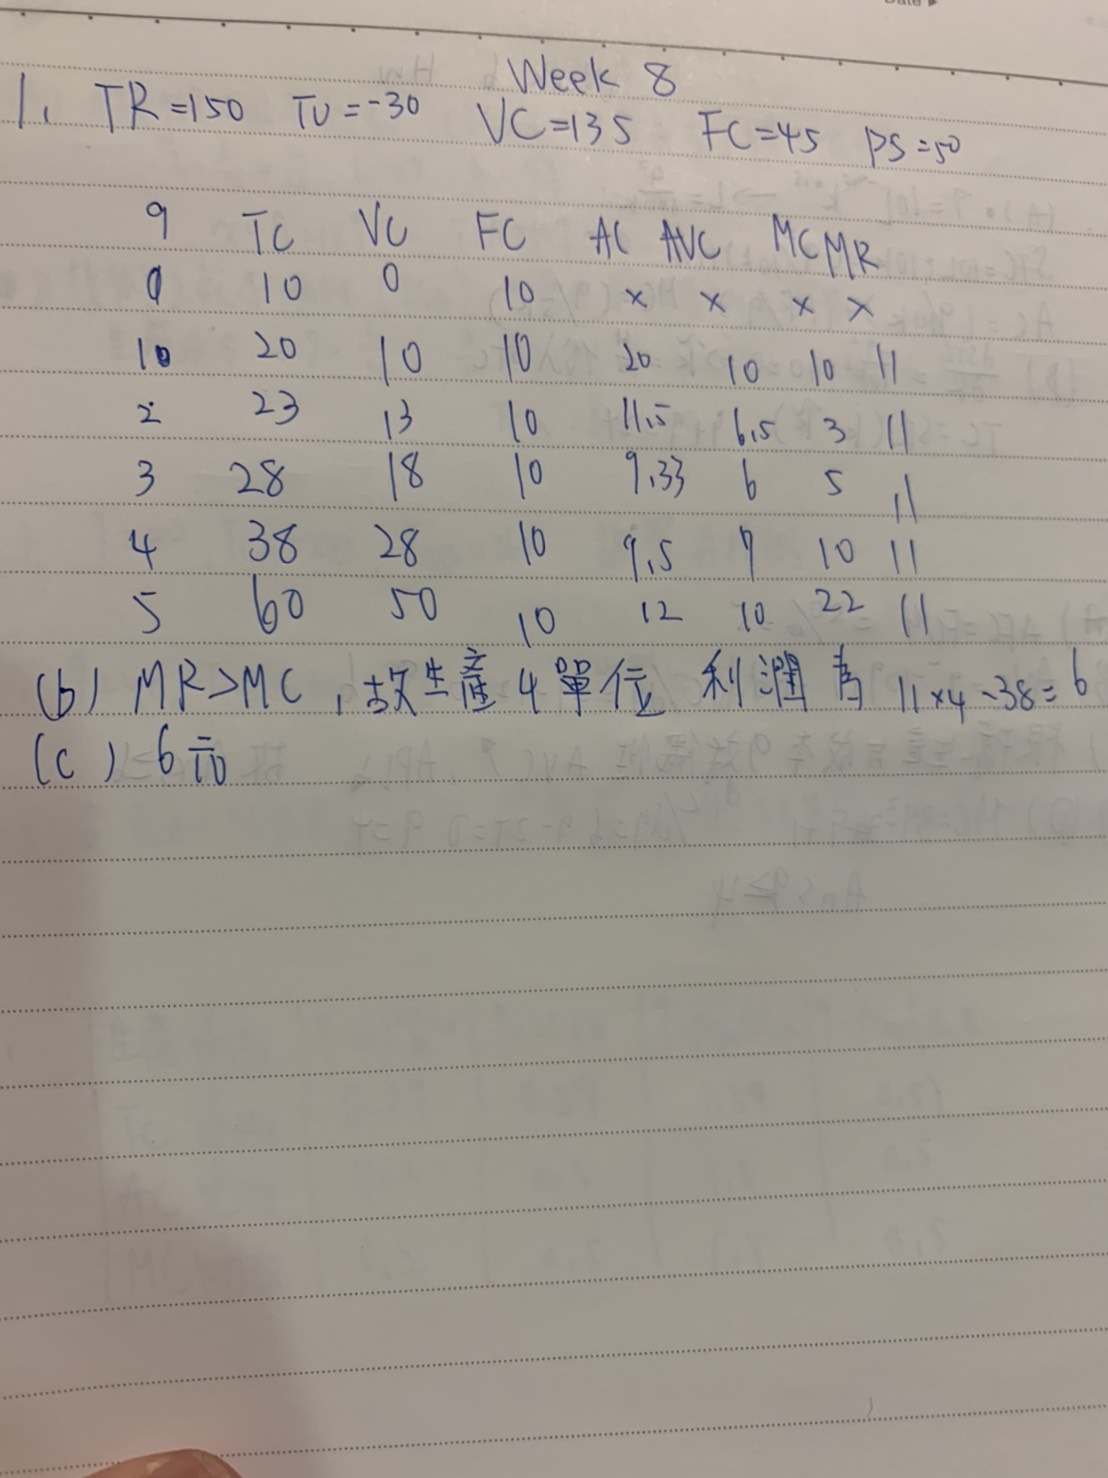 Week 8
1. TR=150 TU=-30 VC=135 FC=45 PS=50
q TC VC FC AC AVC MC MR
0 10 0 10 x x x x
10 20 10 10 20 10 10 11
2 23 13 10 11.5 6.5 3 11
3 28 18 10 9.33 6 5 11
4 38 28 10 9.5 7 10 11
5 60 50 10 12 10 22 11
(b) MR>MC,故生產4單位 利潤為 11x4-38=6
(c) 6元